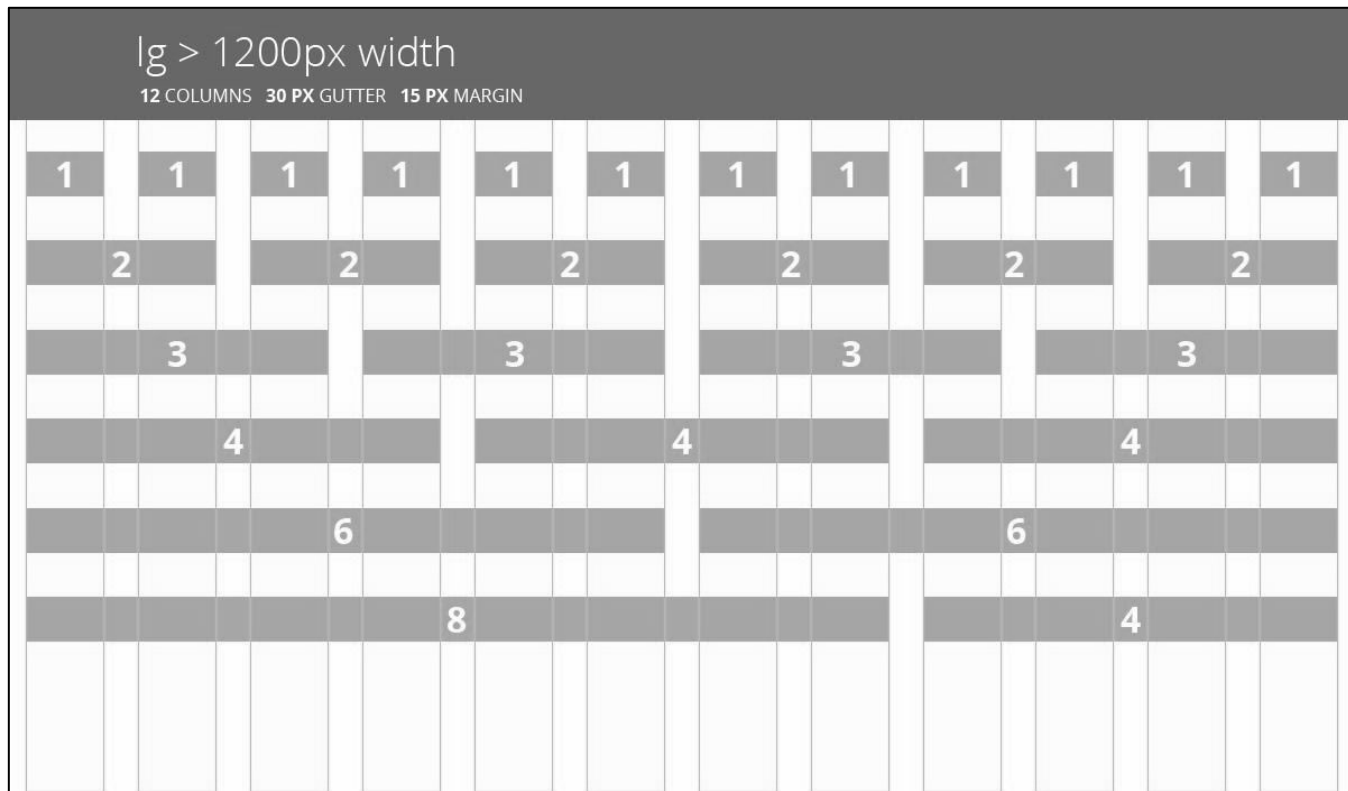 lg > 1200px width
12 COLUMNS 30 PX GUTTER 15 PX MARGIN
1 1 1 1 1 1 1 1 1 1 1 1
2 2 2 2 2 2
3 3 3 3
4 4 4
6 6
8 4